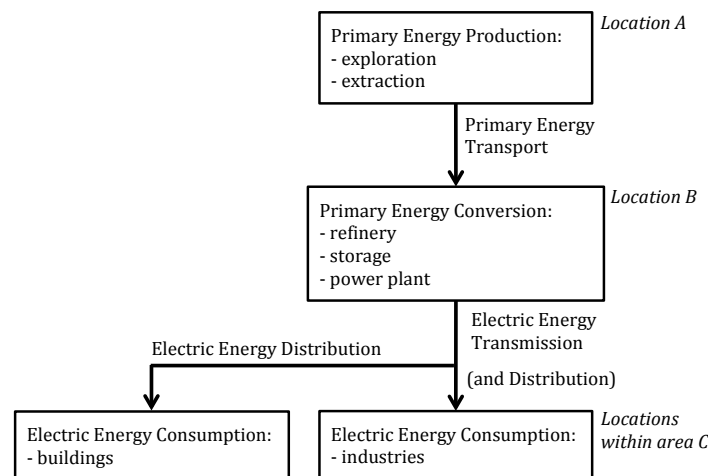 Location A
Primary Energy Production:
- exploration
- extraction
Primary Energy
Transport
Location B
Primary Energy Conversion:
- refinery
- storage
- power plant
Electric Energy
Transmission
Electric Energy Distribution
(and Distribution)
Electric Energy Consumption:
- buildings
Electric Energy Consumption:
- industries
Locations
within area C